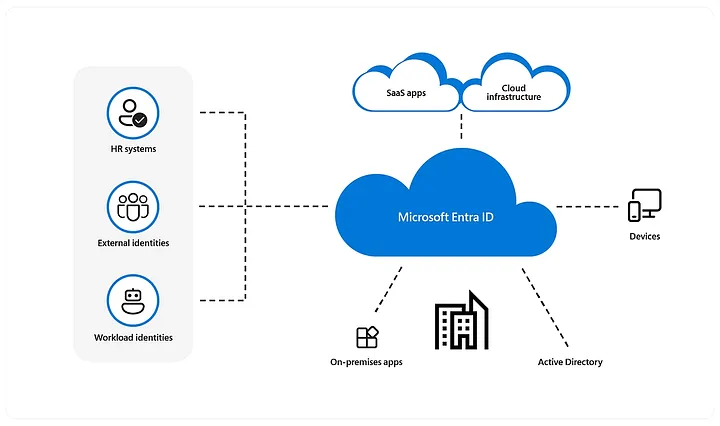 SaaS apps
Cloud
infrastructure
HR systems
Microsoft Entra ID
External identities
Devices
Workload identities
On-premises apps
Active Directory